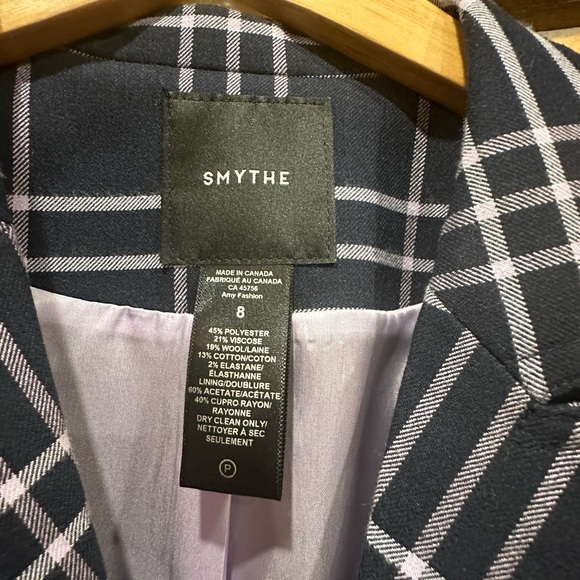 SMYTHE
MADE IN CANADA
FABRIQUÉ AU CANADA
CA 45756
Amy Fashion
8
45% POLYESTER
21% VISCOSE
19% WOOL/LAINE
13% COTTON/COTON
2% ELASTANE/
ÉLASTHANNE
LINING/DOUBLURE
60% ACETATE/ACÉTATE
40% CUPRO RAYON/
RAYONNE
DRY CLEAN ONLY/
NETTOYER À SEC
SEULEMENT
P